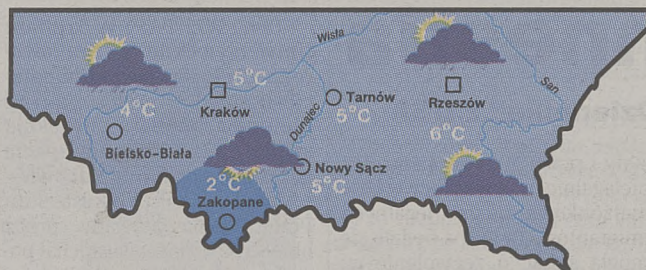 Wisła
San
5°C
Kraków
Tarnów
5°C
Rzeszów
4°C
Bielsko-Biała
Dunajec
6°C
2°C
Zakopane
Nowy Sącz
5°C